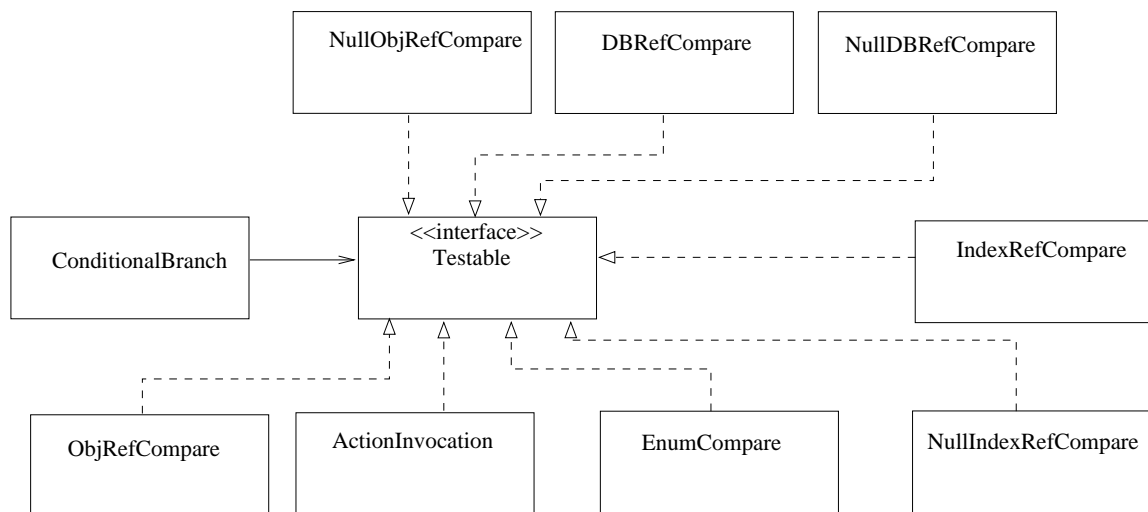 NullObjRefCompare
DBRefCompare
NullDBRefCompare
<<interface>>
Testable
ConditionalBranch
IndexRefCompare
ObjRefCompare
ActionInvocation
EnumCompare
NullIndexRefCompare